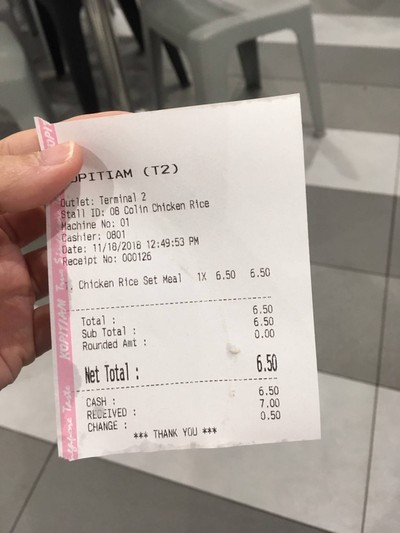 KOPITIAM (T2)
Outlet: Terminal 2
Stall ID: 08 Colin Chicken Rice
Machine No: 01
Cashier: 0801
Date: 11/18/2018 12:49:53 PM
Receipt No: 000126
. Chicken Rice Set Meal 1X 6.50 6.50
Total : 6.50
Sub Total : 6.50
Rounded Amt : 0.00
Net Total : 6.50
CASH : 6.50
RECEIVED : 7.00
CHANGE : 0.50
*** THANK YOU ***
KOPITIAM